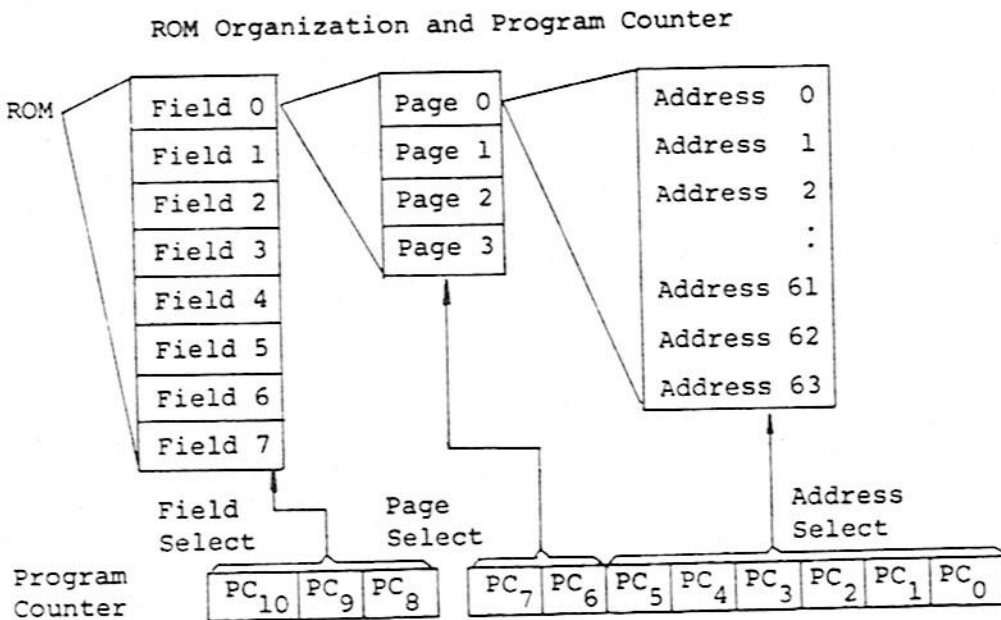 ROM Organization and Program Counter
ROM
Field 0
Field 1
Field 2
Field 3
Field 4
Field 5
Field 6
Field 7
Page 0
Page 1
Page 2
Page 3
Address 0
Address 1
Address 2
:
Address 61
Address 62
Address 63
Field
Select
Page
Select
Address
Select
Program
Counter
PC10 PC9 PC8 PC7 PC6 PC5 PC4 PC3 PC2 PC1 PC0